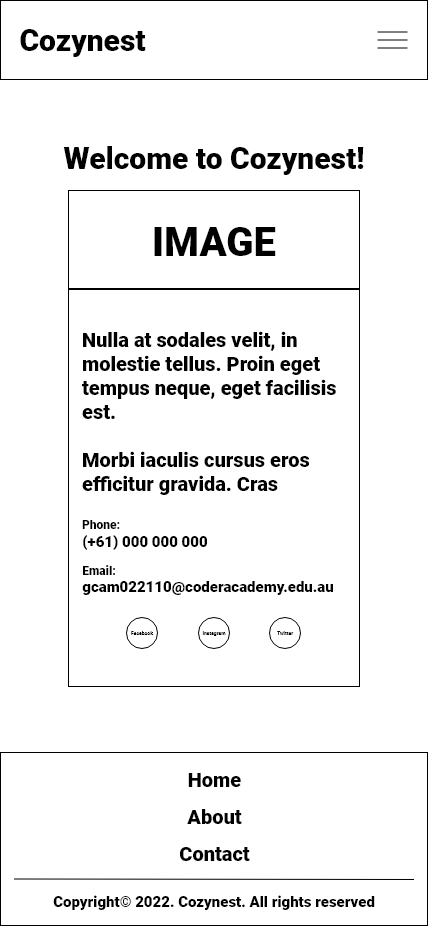 Cozynest
Welcome to Cozynest!
IMAGE
Nulla at sodales velit, in
molestie tellus. Proin eget
tempus neque, eget facilisis
est.
Morbi iaculis cursus eros
efficitur gravida. Cras
Phone:
(+61) 000 000 000
Email:
gcam022110@coderacademy.edu.au
Facebook Instagram Twitter
Home
About
Contact
Copyright© 2022. Cozynest. All rights reserved